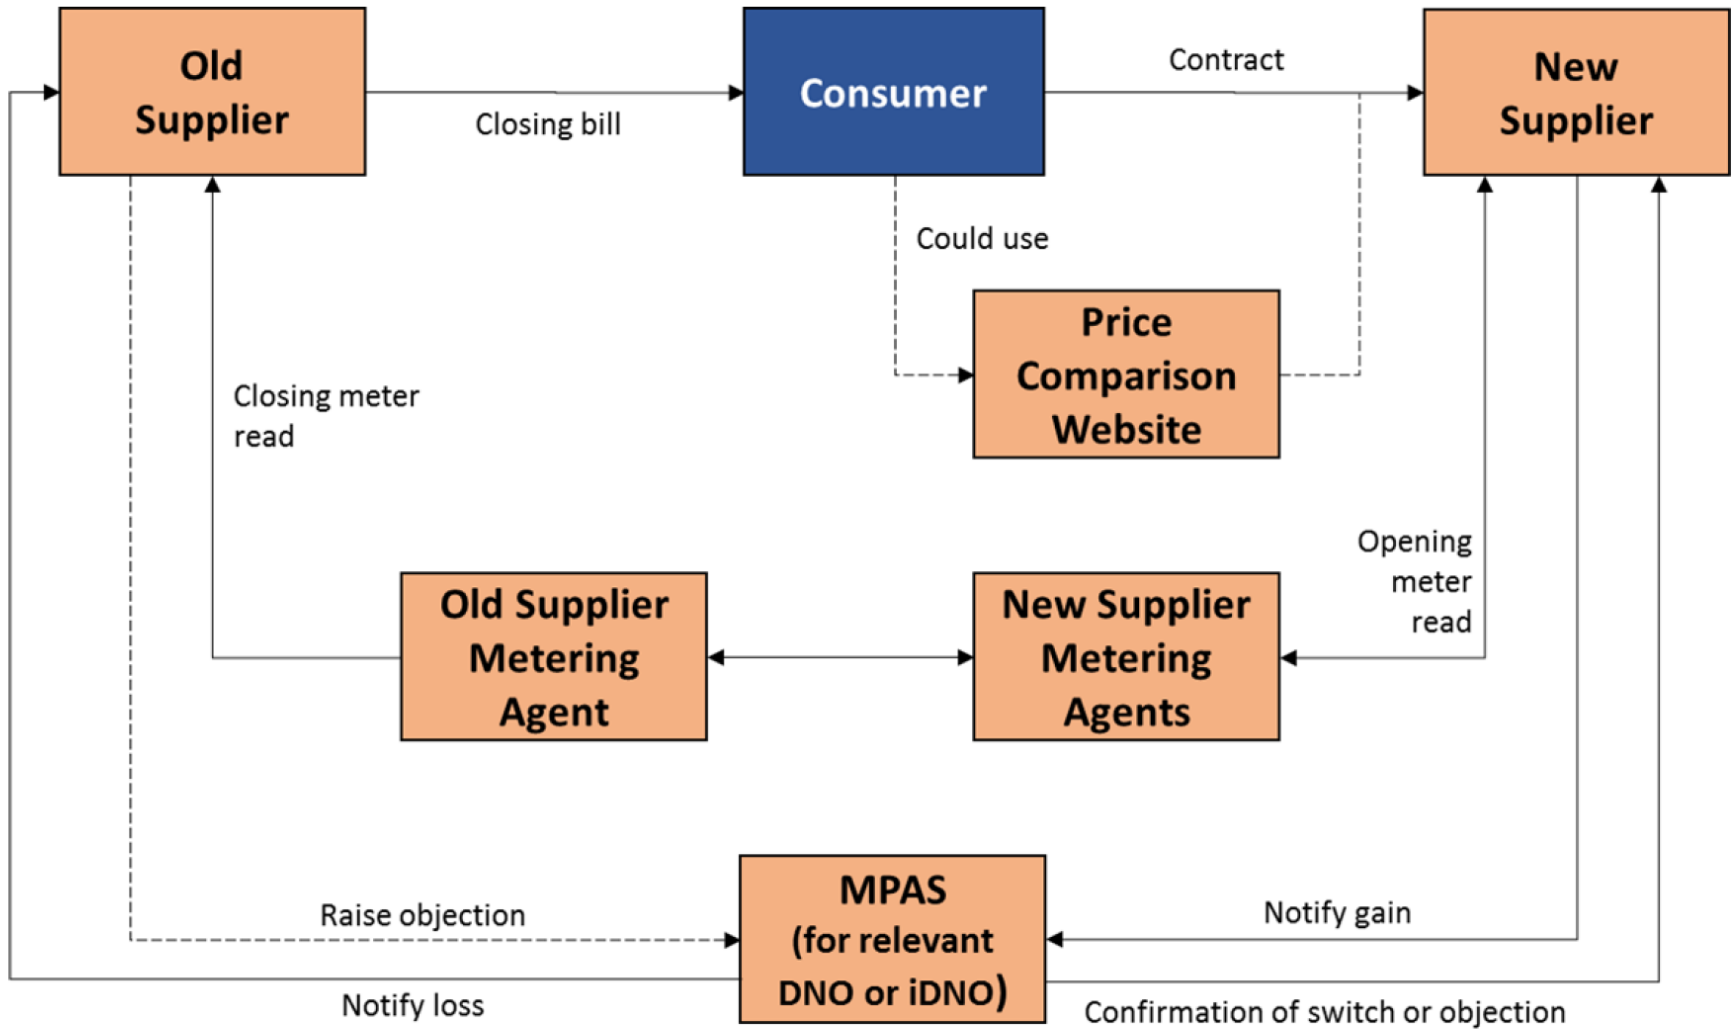 Old
Supplier
Closing bill
Consumer
Contract
New
Supplier
Could use
Price
Comparison
Website
Closing meter
read
Opening
meter
read
Old Supplier
Metering
Agent
New Supplier
Metering
Agents
Raise objection
MPAS
(for relevant
DNO or iDNO)
Notify gain
Notify loss
Confirmation of switch or objection